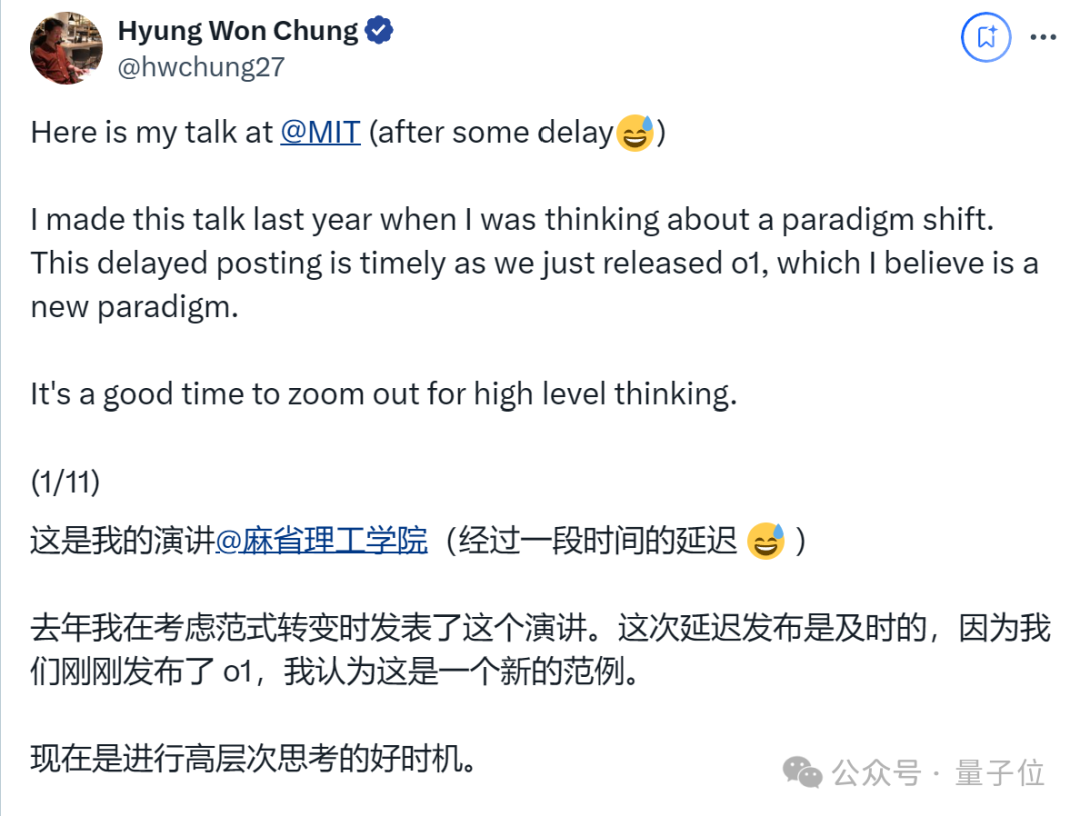 Hyung Won Chung
@hwchung27
Here is my talk at @MIT (after some delay😅)
I made this talk last year when I was thinking about a paradigm shift.
This delayed posting is timely as we just released o1, which I believe is a
new paradigm.
It's a good time to zoom out for high level thinking.
(1/11)
这是我的演讲@麻省理工学院（经过一段时间的延迟 😅 ）
去年我在考虑范式转变时发表了这个演讲。这次延迟发布是及时的，因为我
们刚刚发布了 o1，我认为这是一个新的范例。
现在是进行高层次思考的好时机。
公众号 · 量子位